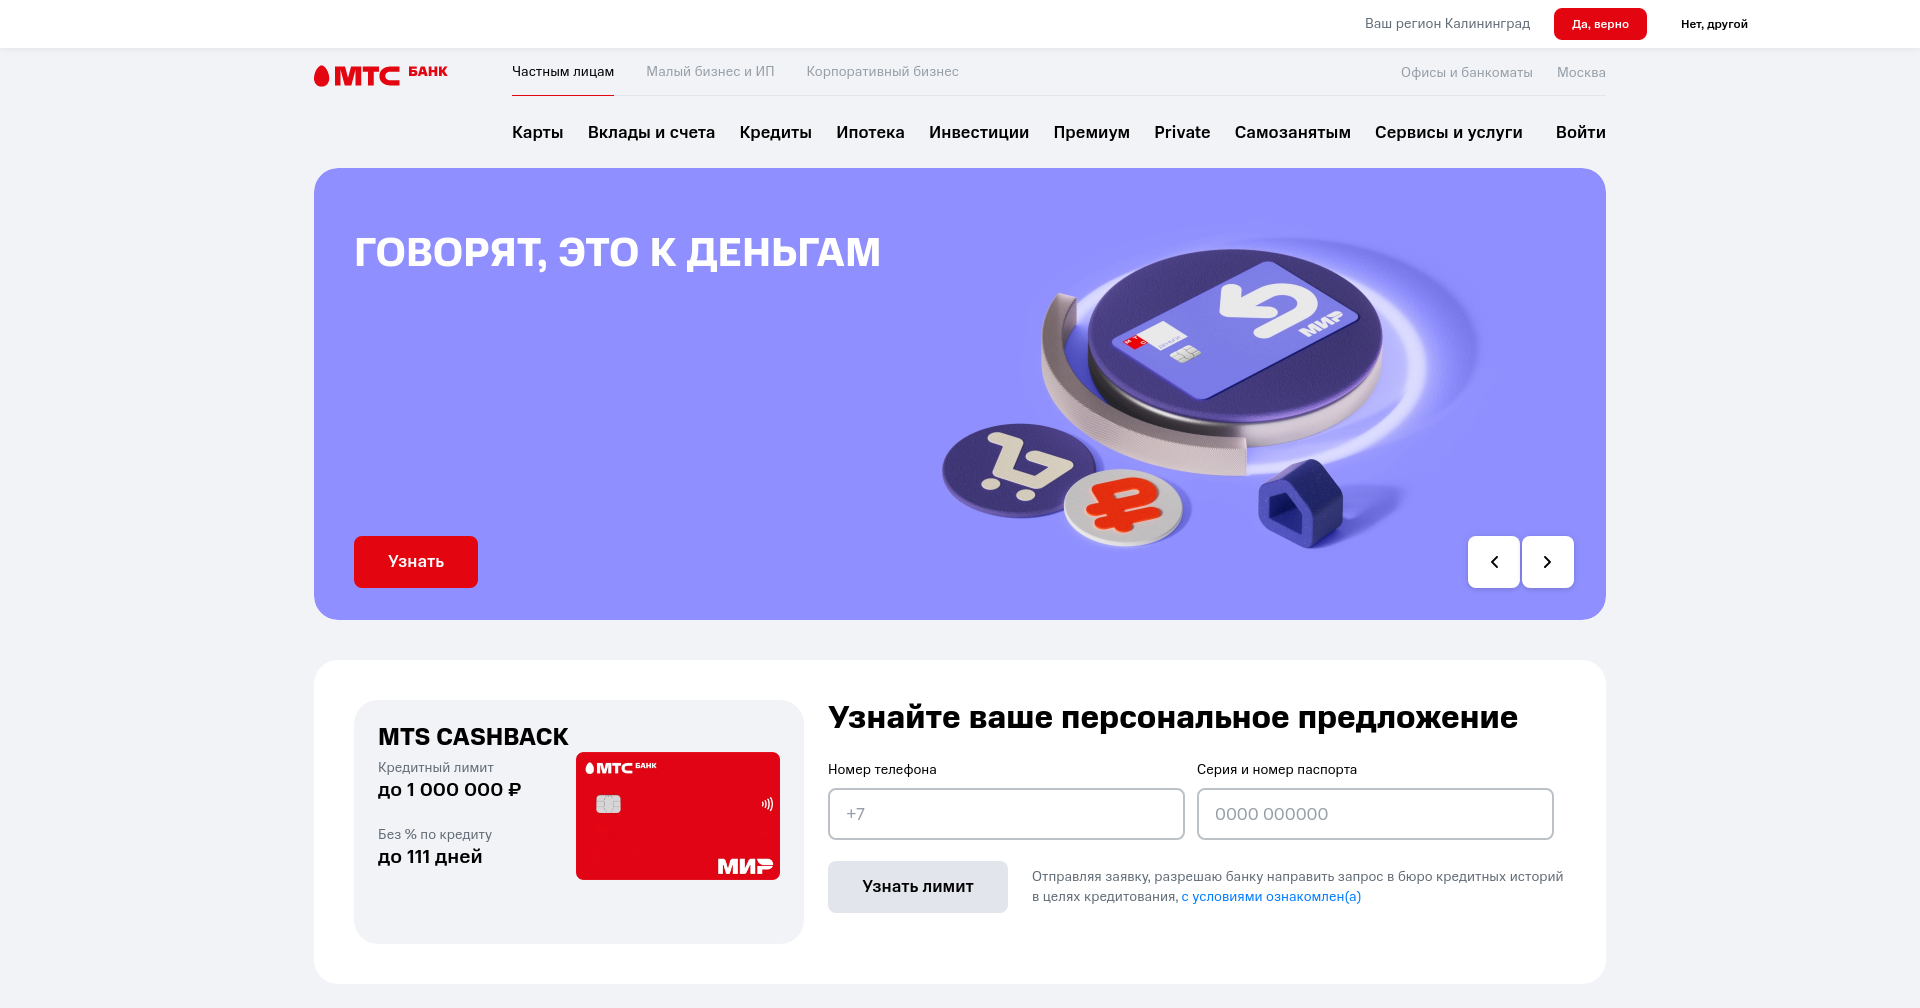 Ваш регион Калининград
Да, верно
Нет, другой
МТС БАНК
Частным лицам
Малый бизнес и ИП
Корпоративный бизнес
Офисы и банкоматы
Москва
Карты
Вклады и счета
Кредиты
Ипотека
Инвестиции
Премиум
Private
Самозанятым
Сервисы и услуги
Войти
ГОВОРЯТ, ЭТО К ДЕНЬГАМ
МИР
Узнать
MTS CASHBACK
Кредитный лимит
до 1 000 000 ₽
Без % по кредиту
до 111 дней
МТС БАНК
МИР
Узнайте ваше персональное предложение
Номер телефона
+7
Серия и номер паспорта
0000 000000
Узнать лимит
Отправляя заявку, разрешаю банку направить запрос в бюро кредитных историй
в целях кредитования, с условиями ознакомлен(а)